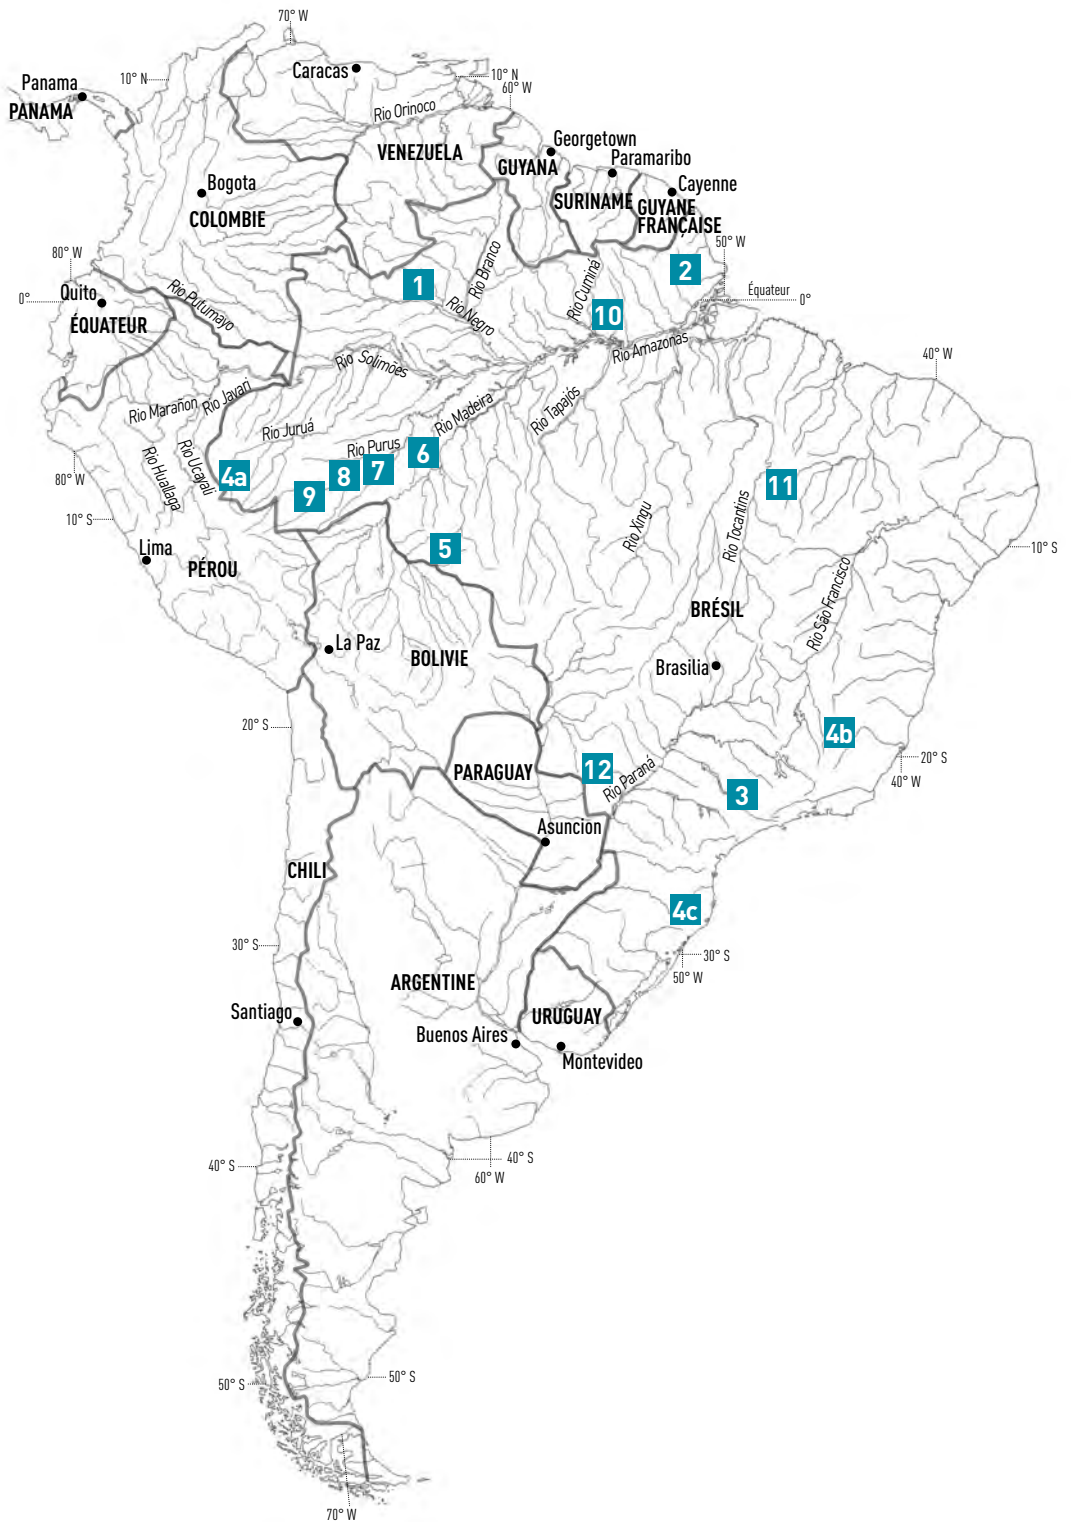 70° W
Caracas
Panama
10° N
10° N
60° W
PANAMA
Rio Orinoco
Georgetown
VENEZUELA
GUYANA
Paramaribo
Bogota
Cayenne
COLOMBIE
SURINAME
GUYANE
FRANÇAISE
50° W
80° W
Rio Branco
2
1
Rio Cuminá
Rio Putumayo
Quito
0°
Équateur
0°
Rio Negro
10
ÉQUATEUR
Rio Amazonas
Rio Solimões
40° W
Rio Javari
Rio Marañon
Rio Madeira
Rio Tapajós
Rio Juruá
Rio Purus
6
80° W
Rio Huallaga
Rio Ucayali
4a
8
7
9
11
10° S
Rio Xingu
Rio Tocantins
Lima
5
10° S
PÉROU
Rio São Francisco
BRÉSIL
La Paz
BOLIVIE
Brasilia
20° S
4b
20° S
40° W
PARAGUAY
12
Rio Paraná
3
Asuncion
CHILI
4c
30° S
30° S
50° W
ARGENTINE
Santiago
URUGUAY
Buenos Aires
Montevideo
40° S
40° S
60° W
50° S
50° S
70° W